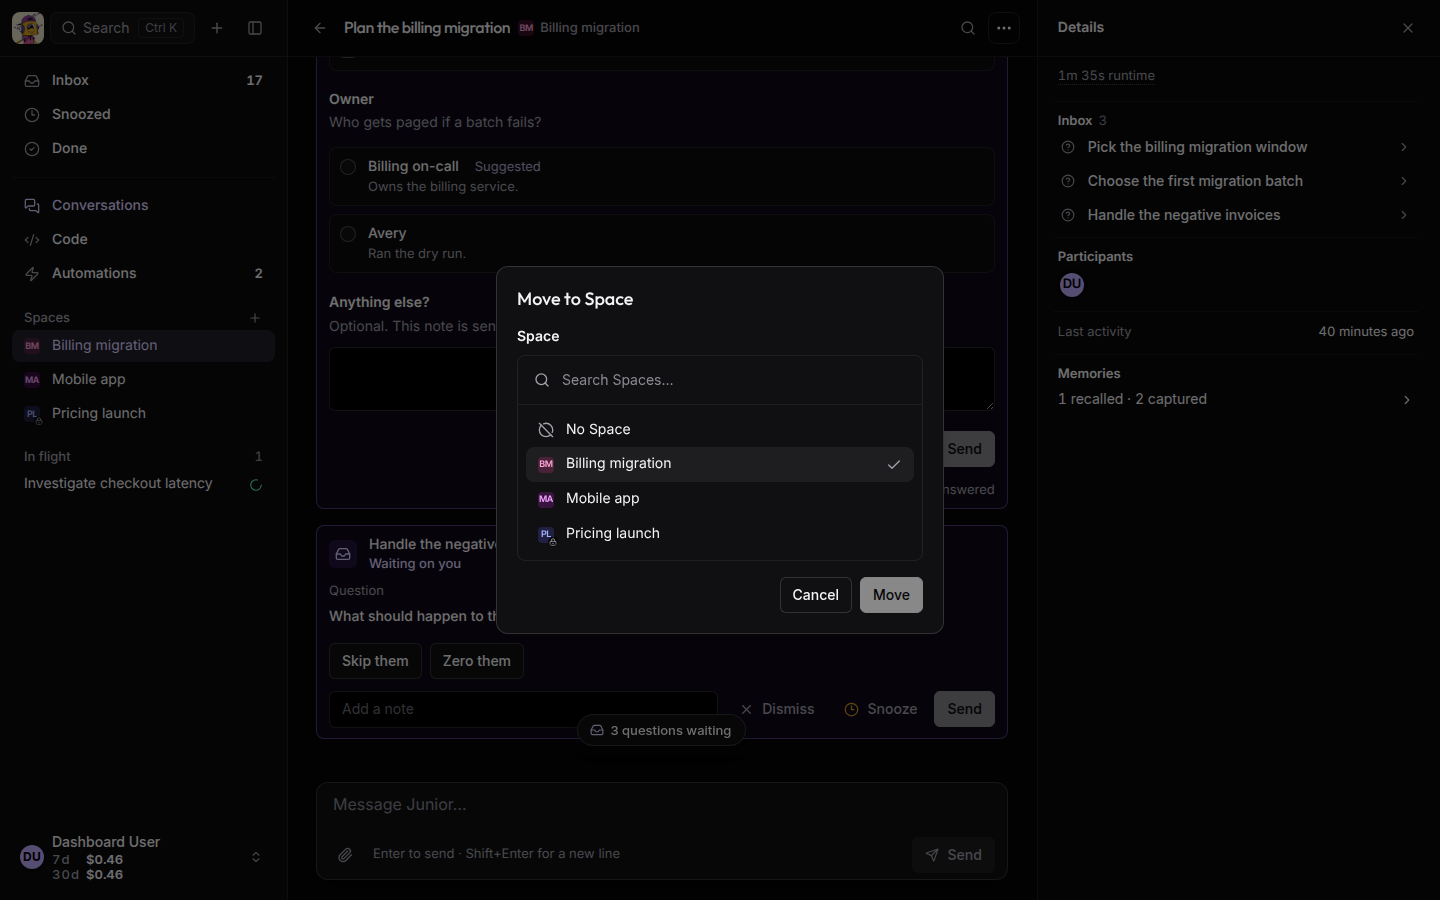 Search Ctrl K
Inbox 17
Snoozed
Done
Conversations
Code
Automations 2
Spaces
BM Billing migration
MA Mobile app
PL Pricing launch
In flight 1
Investigate checkout latency
DU Dashboard User
7d $0.46
30d $0.46
Plan the billing migration BM Billing migration
Owner
Who gets paged if a batch fails?
Billing on-call Suggested
Owns the billing service.
Avery
Ran the dry run.
Anything else?
Optional. This note is sen
Send
nswered
Handle the negative
Waiting on you
Question
What should happen to th
Skip them Zero them
Add a note Dismiss Snooze Send
3 questions waiting
Message Junior...
Enter to send · Shift+Enter for a new line Send
Move to Space
Space
Search Spaces...
No Space
BM Billing migration
MA Mobile app
PL Pricing launch
Cancel Move
Details
1m 35s runtime
Inbox 3
Pick the billing migration window
Choose the first migration batch
Handle the negative invoices
Participants
DU
Last activity 40 minutes ago
Memories
1 recalled · 2 captured